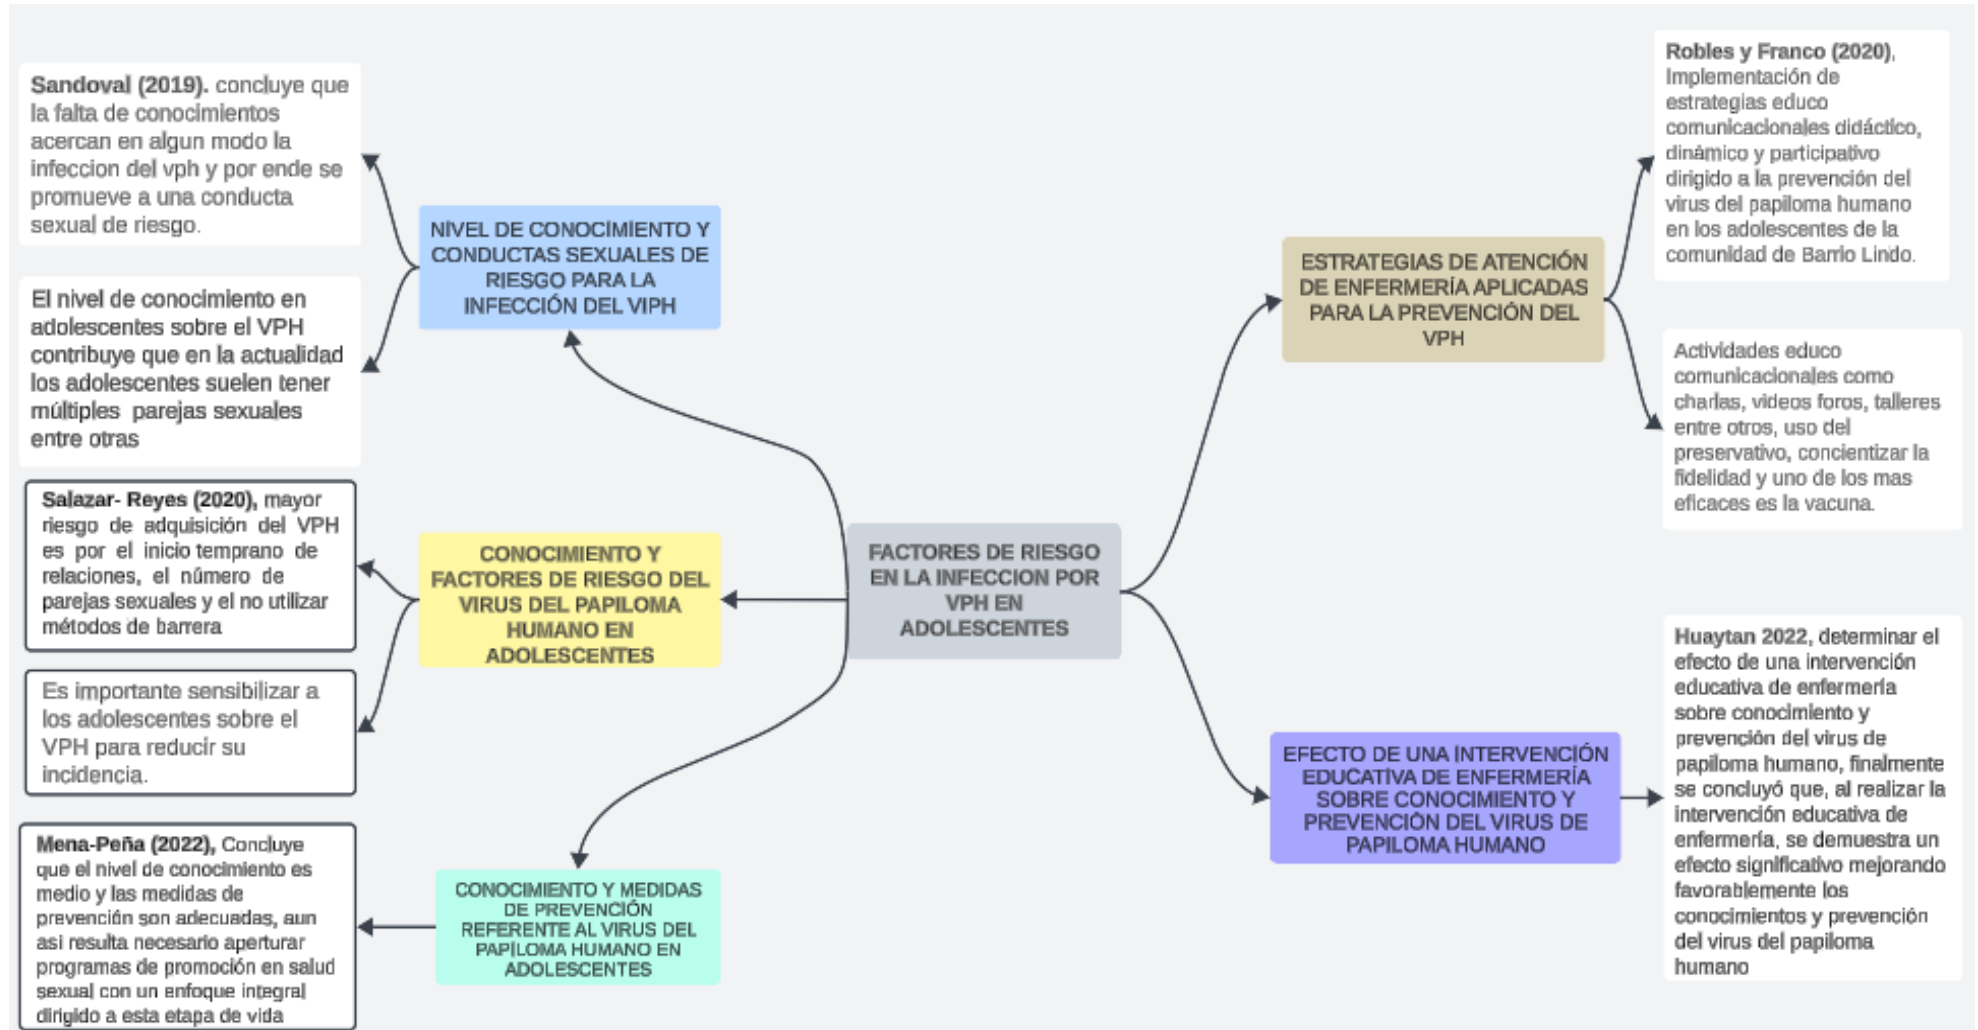 Sandoval (2019). concluye que
la falta de conocimientos
acercan en algun modo la
infeccion del vph y por ende se
promueve a una conducta
sexual de riesgo.
El nivel de conocimiento en
adolescentes sobre el VPH
contribuye que en la actualidad
los adolescentes suelen tener
múltiples parejas sexuales
entre otras
NIVEL DE CONOCIMIENTO Y
CONDUCTAS SEXUALES DE
RIESGO PARA LA
INFECCIÓN DEL VIPH
Salazar- Reyes (2020), mayor
riesgo de adquisición del VPH
es por el inicio temprano de
relaciones, el número de
parejas sexuales y el no utilizar
métodos de barrera
Es importante sensibilizar a
los adolescentes sobre el
VPH para reducir su
incidencia.
CONOCIMIENTO Y
FACTORES DE RIESGO DEL
VIRUS DEL PAPILOMA
HUMANO EN
ADOLESCENTES
Mena-Peña (2022), Concluye
que el nivel de conocimiento es
medio y las medidas de
prevención son adecuadas, aun
asi resulta necesario aperturar
programas de promoción en salud
sexual con un enfoque integral
dirigido a esta etapa de vida
CONOCIMIENTO Y MEDIDAS
DE PREVENCIÓN
REFERENTE AL VIRUS DEL
PAPILOMA HUMANO EN
ADOLESCENTES
FACTORES DE RIESGO
EN LA INFECCION POR
VPH EN
ADOLESCENTES
ESTRATEGIAS DE ATENCIÓN
DE ENFERMERÍA APLICADAS
PARA LA PREVENCIÓN DEL
VPH
Robles y Franco (2020),
Implementación de
estrategias educo
comunicacionales didáctico,
dinámico y participativo
dirigido a la prevención del
virus del papiloma humano
en los adolescentes de la
comunidad de Barrio Lindo.
Actividades educo
comunicacionales como
charlas, videos foros, talleres
entre otros, uso del
preservativo, concientizar la
fidelidad y uno de los mas
eficaces es la vacuna.
EFECTO DE UNA INTERVENCIÓN
EDUCATIVA DE ENFERMERÍA
SOBRE CONOCIMIENTO Y
PREVENCIÓN DEL VIRUS DE
PAPILOMA HUMANO
Huaytan 2022, determinar el
efecto de una intervención
educativa de enfermería
sobre conocimiento y
prevención del virus de
papiloma humano, finalmente
se concluyó que, al realizar la
intervención educativa de
enfermería, se demuestra un
efecto significativo mejorando
favorablemente los
conocimientos y prevención
del virus del papiloma
humano